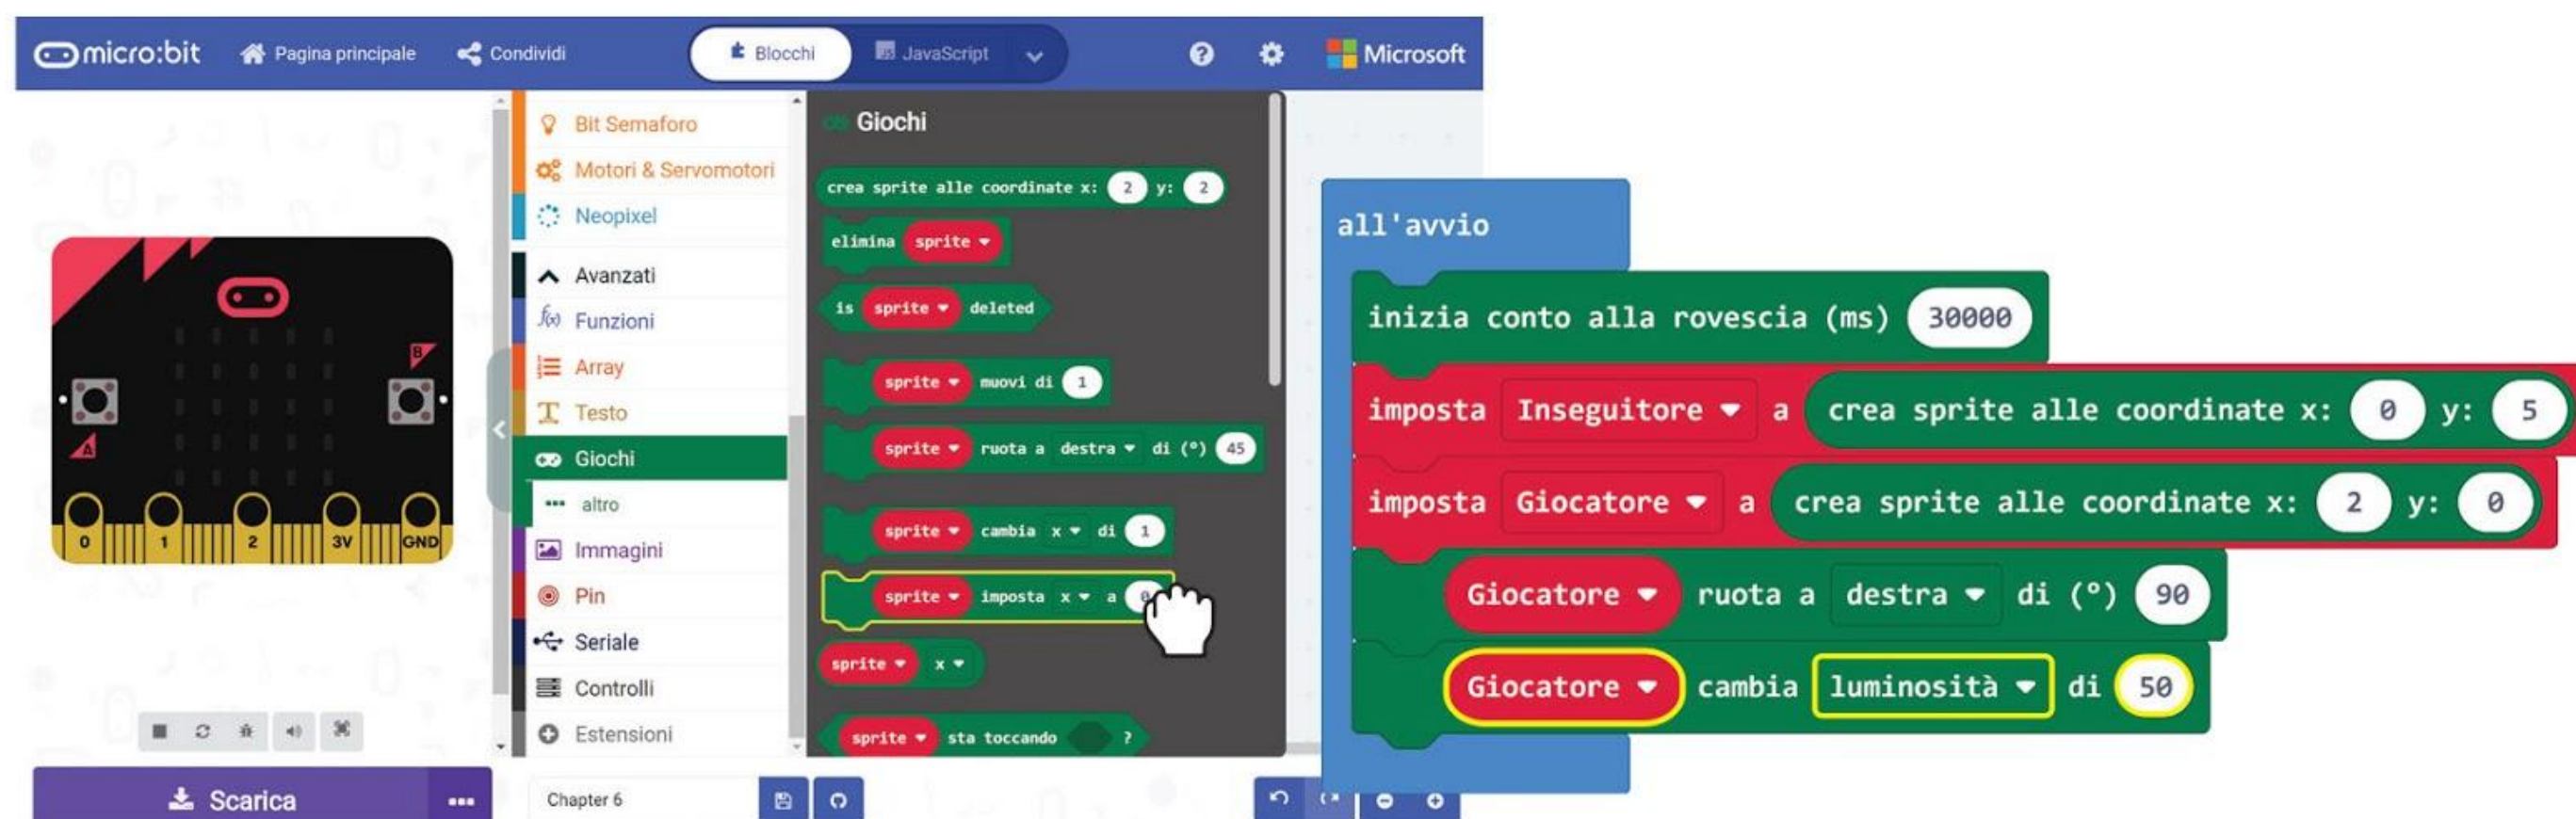 micro:bit Pagina principale Condividi Blocchi JS JavaScript ? Microsoft
Bit Semaforo
Motori & Servomotori
Neopixel
Avanzati
f(x) Funzioni
Array
Testo
Giochi
altro
Immagini
Pin
Seriale
Controlli
Estensioni
Giochi
crea sprite alle coordinate x: 2 y: 2
elimina sprite
is sprite deleted
sprite muovi di 1
sprite ruota a destra di (°) 45
sprite cambia x di 1
sprite imposta x a 0
sprite x
sprite sta toccando ?
B
A
0 1 2 3V GND
Scarica
Chapter 6
all'avvio
inizia conto alla rovescia (ms) 30000
imposta Inseguitore a crea sprite alle coordinate x: 0 y: 5
imposta Giocatore a crea sprite alle coordinate x: 2 y: 0
Giocatore ruota a destra di (°) 90
Giocatore cambia luminosità di 50